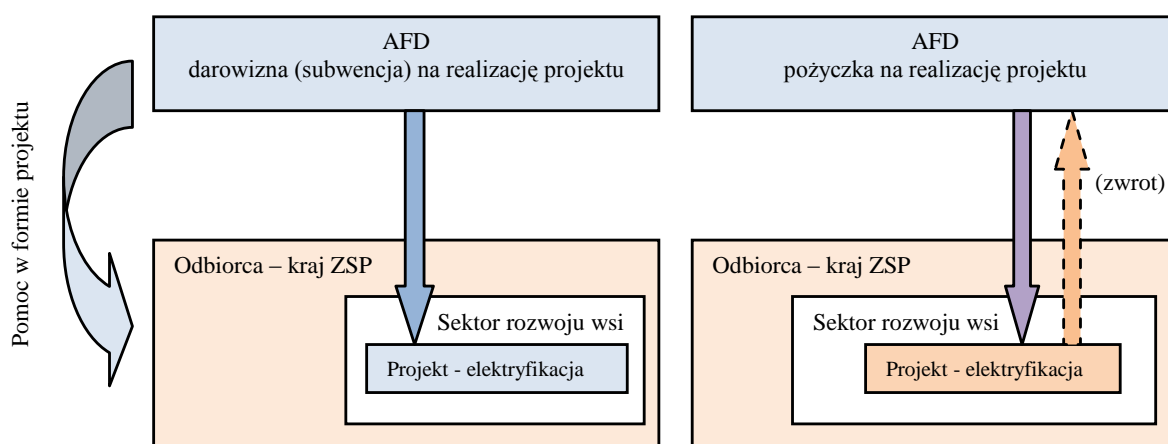 Pomoc w formie projektu
AFD
darowizna (subwencja) na realizację projektu
Odbiorca – kraj ZSP
Sektor rozwoju wsi
Projekt - elektryfikacja
AFD
pożyczka na realizację projektu
(zwrot)
Odbiorca – kraj ZSP
Sektor rozwoju wsi
Projekt - elektryfikacja